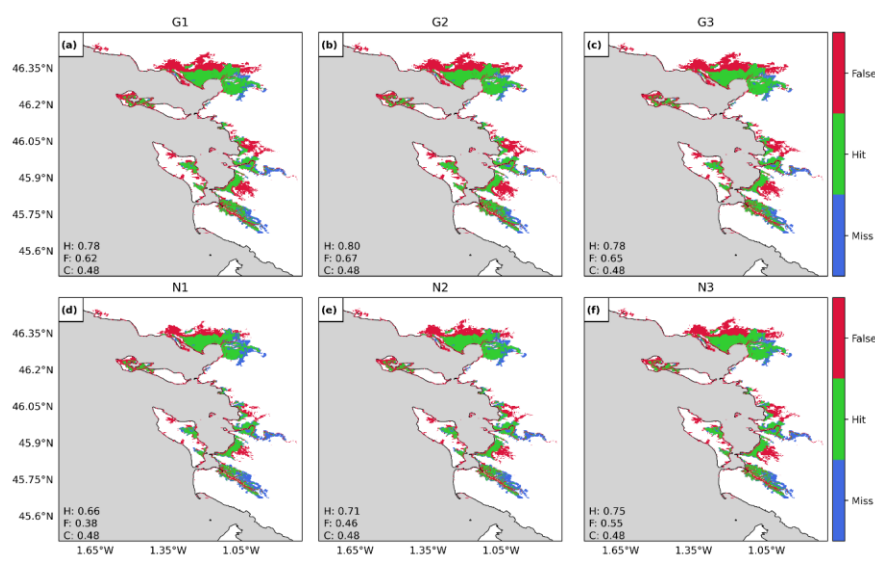 G1 G2 G3
(a) (b) (c)
46.35°N
46.2°N
46.05°N
45.9°N
45.75°N
45.6°N
H: 0.78 H: 0.80 H: 0.78
F: 0.62 F: 0.67 F: 0.65
C: 0.48 C: 0.48 C: 0.48
False
Hit
Miss
N1 N2 N3
(d) (e) (f)
46.35°N
46.2°N
46.05°N
45.9°N
45.75°N
45.6°N
H: 0.66 H: 0.71 H: 0.75
F: 0.38 F: 0.46 F: 0.55
C: 0.48 C: 0.48 C: 0.48
False
Hit
Miss
1.65°W 1.35°W 1.05°W 1.65°W 1.35°W 1.05°W 1.65°W 1.35°W 1.05°W